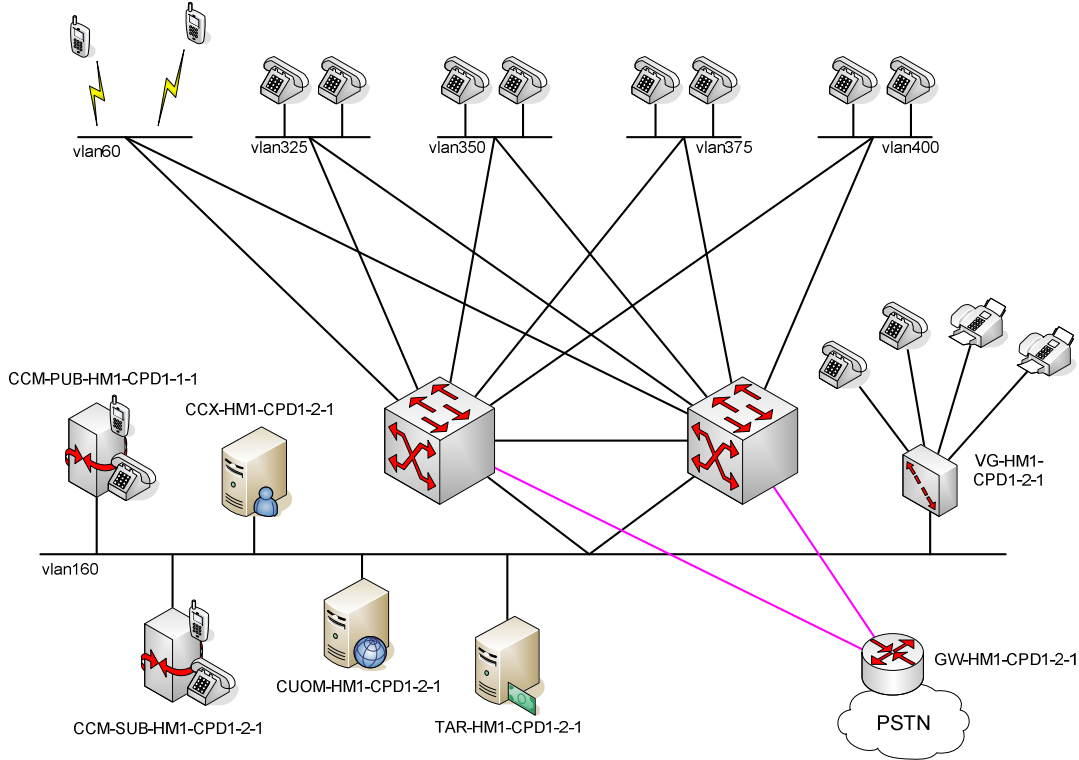 vlan60
vlan325
vlan350
vlan375
vlan400
CCM-PUB-HM1-CPD1-1-1
CCX-HM1-CPD1-2-1
VG-HM1-
CPD1-2-1
vlan160
CCM-SUB-HM1-CPD1-2-1
CUOM-HM1-CPD1-2-1
TAR-HM1-CPD1-2-1
GW-HM1-CPD1-2-1
PSTN